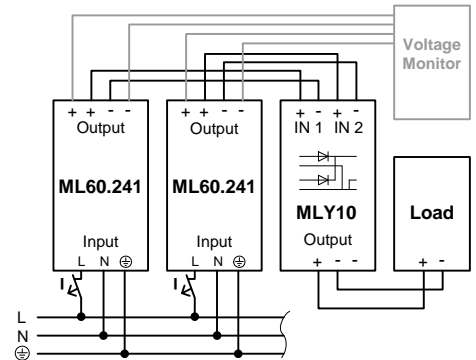 Voltage
Monitor
+ + - -
+ + - -
+ - + -
Output
Output
IN 1 IN 2
ML60.241
ML60.241
MLY10
Load
Input
Input
Output
L N ⏚
L N ⏚
+ - -
+ -
I
I
L
N
⏚